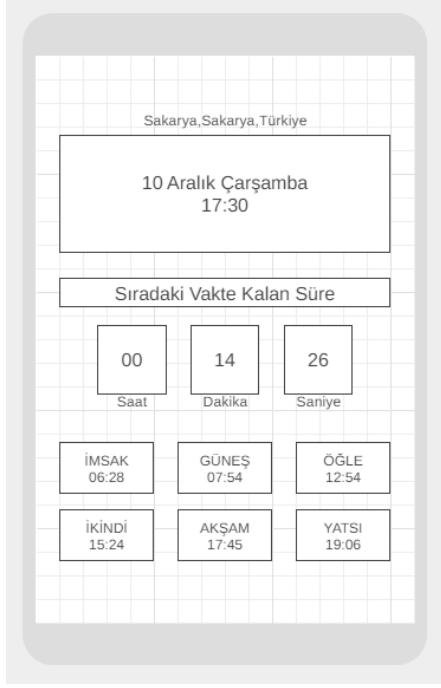 Sakarya,Sakarya,Türkiye
10 Aralık Çarşamba
17:30
Sıradaki Vakte Kalan Süre
00 14 26
Saat Dakika Saniye
İMSAK GÜNEŞ ÖĞLE
06:28 07:54 12:54
İKİNDİ AKŞAM YATSI
15:24 17:45 19:06